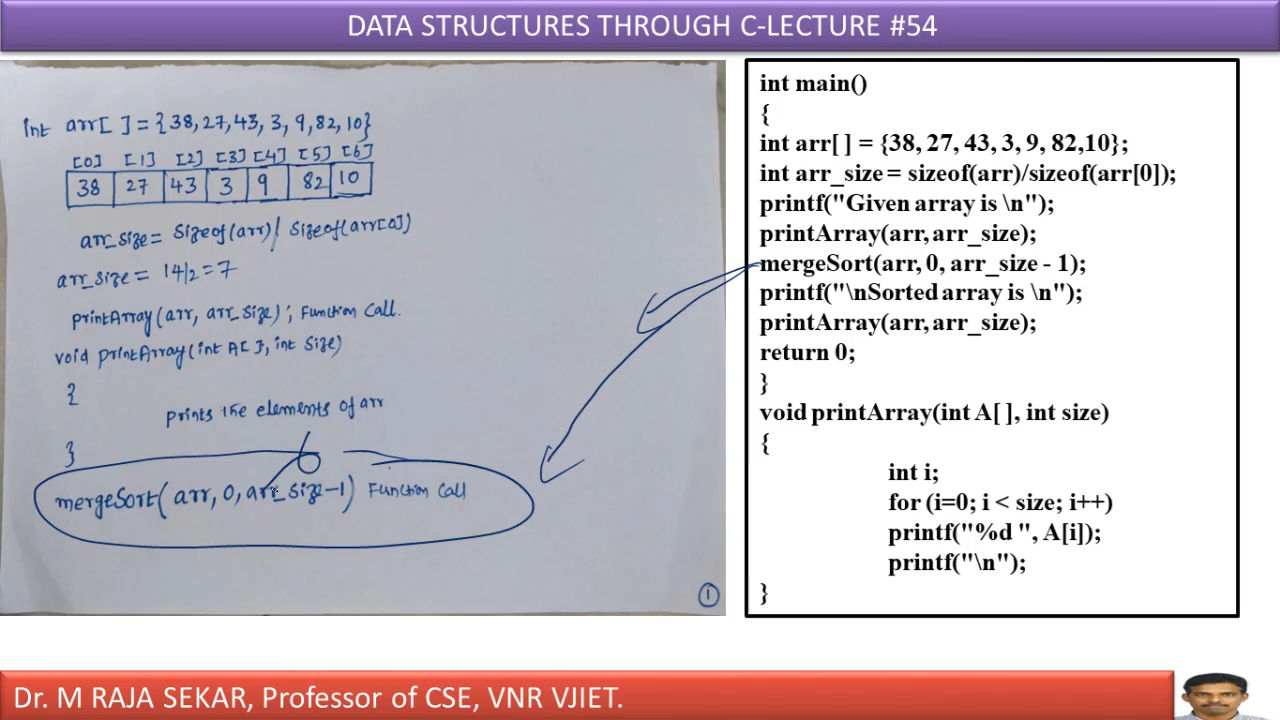 DATA STRUCTURES THROUGH C-LECTURE #54
int arr[ ] = {38,27,43,3,9,82,10}
[0] [1] [2] [3] [4] [5] [6]
38 27 43 3 9 82 10
arr_size = sizeof(arr)/sizeof(arr[0])
arr_size = 14/2 = 7
printArray(arr, arr_size); Function Call.
void printArray(int A[ ], int size)
{
prints the elements of arr
}
mergeSort(arr, 0, arr_size-1) Function Call
1
int main()
{
int arr[ ] = {38, 27, 43, 3, 9, 82,10};
int arr_size = sizeof(arr)/sizeof(arr[0]);
printf("Given array is \n");
printArray(arr, arr_size);
mergeSort(arr, 0, arr_size - 1);
printf("\nSorted array is \n");
printArray(arr, arr_size);
return 0;
}
void printArray(int A[ ], int size)
{
int i;
for (i=0; i < size; i++)
printf("%d ", A[i]);
printf("\n");
}
Dr. M RAJA SEKAR, Professor of CSE, VNR VJIET.